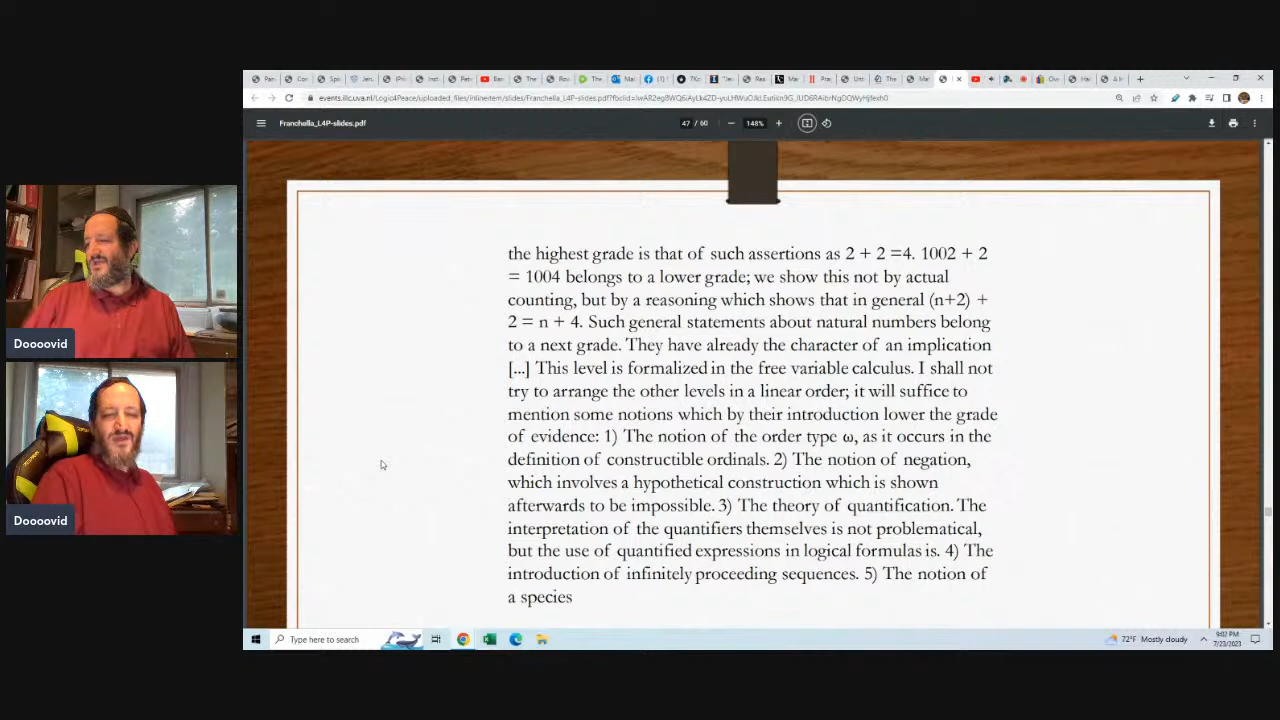 Franchella_L4P-slides.pdf
47 / 60
148%
the highest grade is that of such assertions as 2 + 2 =4. 1002 + 2
= 1004 belongs to a lower grade; we show this not by actual
counting, but by a reasoning which shows that in general (n+2) +
2 = n + 4. Such general statements about natural numbers belong
to a next grade. They have already the character of an implication
[...] This level is formalized in the free variable calculus. I shall not
try to arrange the other levels in a linear order; it will suffice to
mention some notions which by their introduction lower the grade
of evidence: 1) The notion of the order type ω, as it occurs in the
definition of constructible ordinals. 2) The notion of negation,
which involves a hypothetical construction which is shown
afterwards to be impossible. 3) The theory of quantification. The
interpretation of the quantifiers themselves is not problematical,
but the use of quantified expressions in logical formulas is. 4) The
introduction of infinitely proceeding sequences. 5) The notion of
a species
Doooovid
Doooovid
Type here to search
72°F Mostly cloudy
9:02 PM
7/23/2023